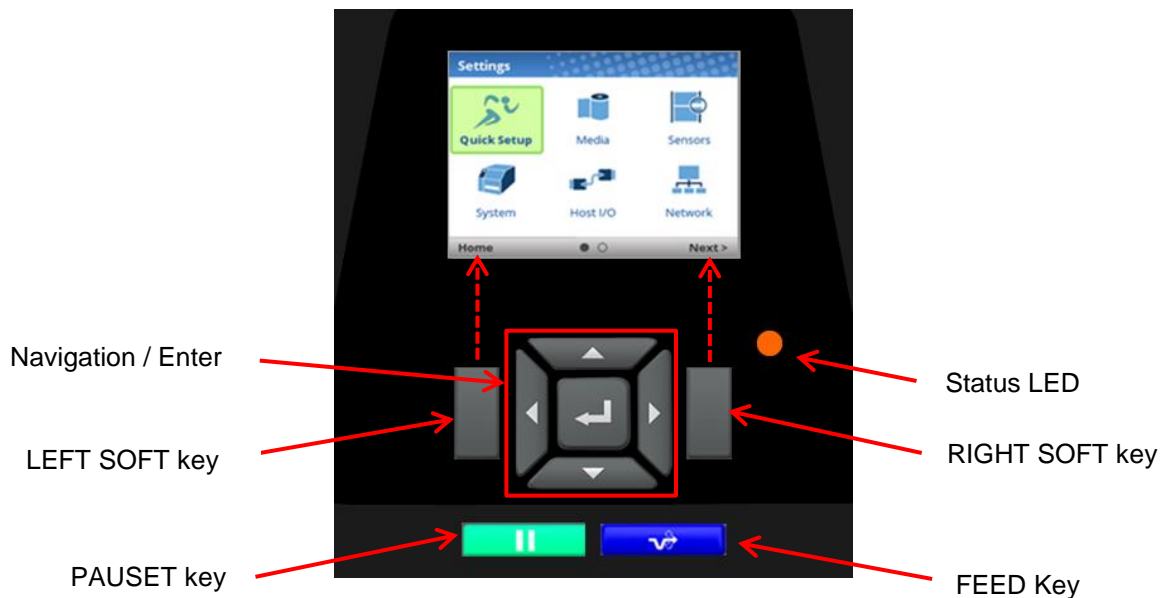 Settings
Quick Setup Media Sensors
System Host I/O Network
Home Next >
Navigation / Enter
Status LED
LEFT SOFT key
RIGHT SOFT key
PAUSET key
FEED Key